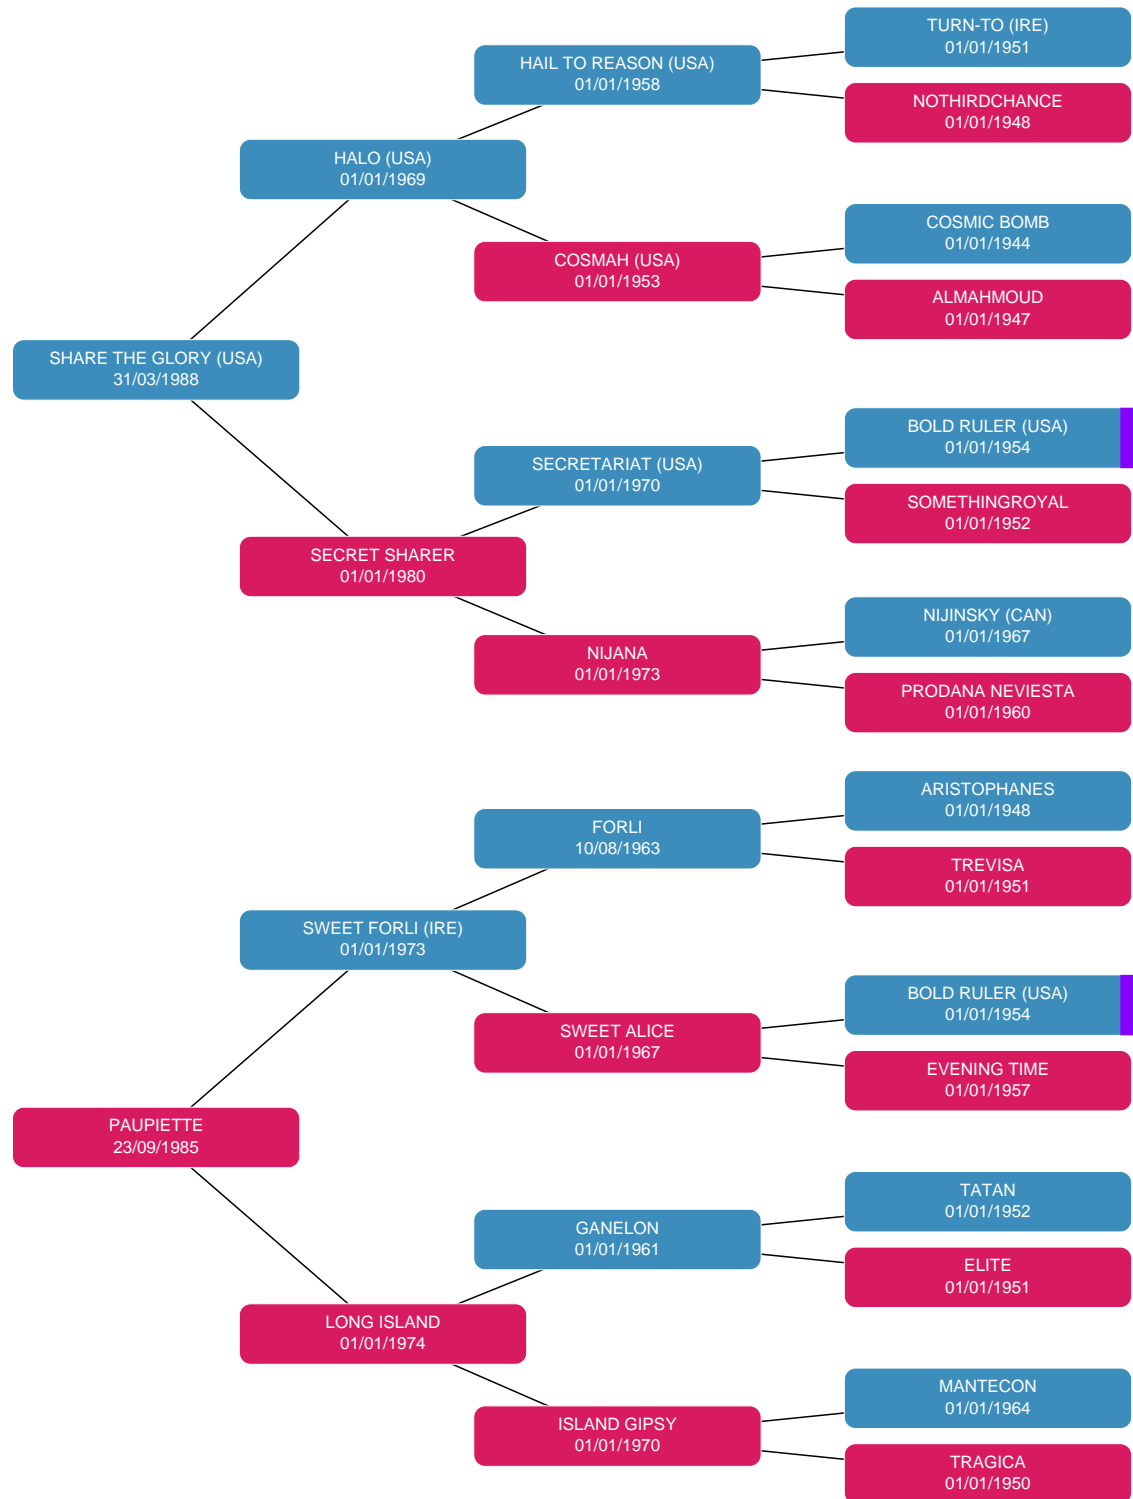 TURN-TO (IRE)
01/01/1951
HAIL TO REASON (USA)
01/01/1958
NOTHIRDCHANCE
01/01/1948
HALO (USA)
01/01/1969
COSMIC BOMB
01/01/1944
COSMAH (USA)
01/01/1953
ALMAHMOUD
01/01/1947
SHARE THE GLORY (USA)
31/03/1988
BOLD RULER (USA)
01/01/1954
SECRETARIAT (USA)
01/01/1970
SOMETHINGROYAL
01/01/1952
SECRET SHARER
01/01/1980
NIJINSKY (CAN)
01/01/1967
NIJANA
01/01/1973
PRODANA NEVIESTA
01/01/1960
ARISTOPHANES
01/01/1948
FORLI
10/08/1963
TREVISA
01/01/1951
SWEET FORLI (IRE)
01/01/1973
BOLD RULER (USA)
01/01/1954
SWEET ALICE
01/01/1967
EVENING TIME
01/01/1957
PAUPIETTE
23/09/1985
TATAN
01/01/1952
GANELON
01/01/1961
ELITE
01/01/1951
LONG ISLAND
01/01/1974
MANTECON
01/01/1964
ISLAND GIPSY
01/01/1970
TRAGICA
01/01/1950